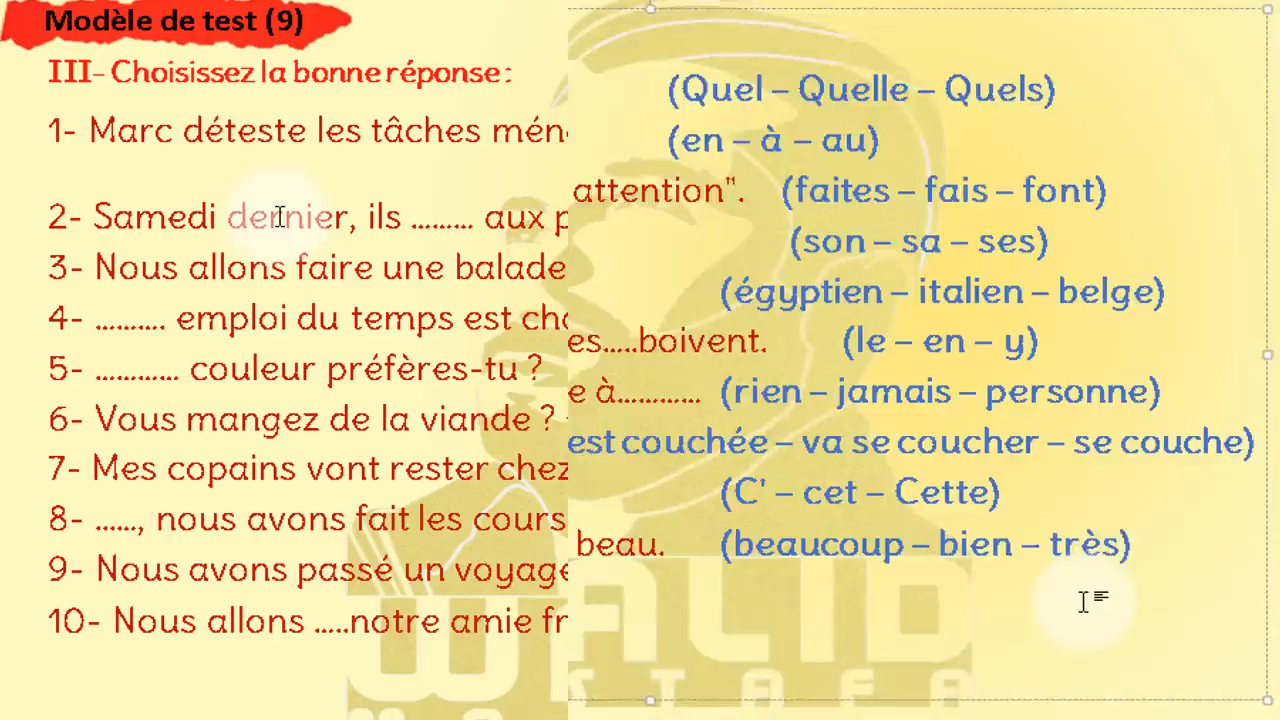 Modèle de test (9)
III- Choisissez la bonne réponse:
1- Marc déteste les tâches
2- Samedi dernier, ils ......... aux
3- Nous allons faire une balade
4- .......... emploi du temps est
5- ............ couleur préfères-tu ?
6- Vous mangez de la viande ?
7- Mes copains vont rester chez
8- ......, nous avons fait les cours
9- Nous avons passé un voyage
10- Nous allons .....notre amie
(Quel – Quelle – Quels)
(en – à – au)
attention". (faites – fais – font)
(son – sa – ses)
(égyptien – italien – belge)
es.....boivent. (le – en – y)
e à............ (rien – jamais – personne)
est couchée – va se coucher – se couche)
(C' – cet – Cette)
beau. (beaucoup – bien – très)
WALID